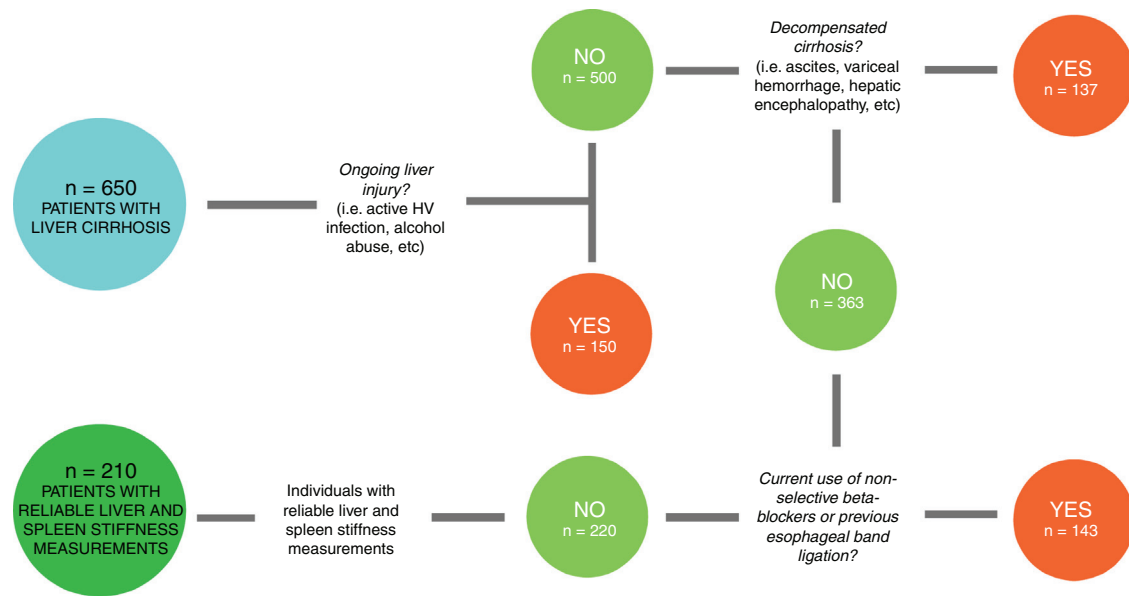 n = 650
PATIENTS WITH
LIVER CIRRHOSIS
Ongoing liver
injury?
(i.e. active HV
infection, alcohol
abuse, etc)
NO
n = 500
YES
n = 150
Decompensated
cirrhosis?
(i.e. ascites, variceal
hemorrhage, hepatic
encephalopathy, etc)
YES
n = 137
NO
n = 363
Current use of non-
selective beta-
blockers or previous
esophageal band
ligation?
YES
n = 143
NO
n = 220
Individuals with
reliable liver and
spleen stiffness
measurements
n = 210
PATIENTS WITH
RELIABLE LIVER AND
SPLEEN STIFFNESS
MEASUREMENTS